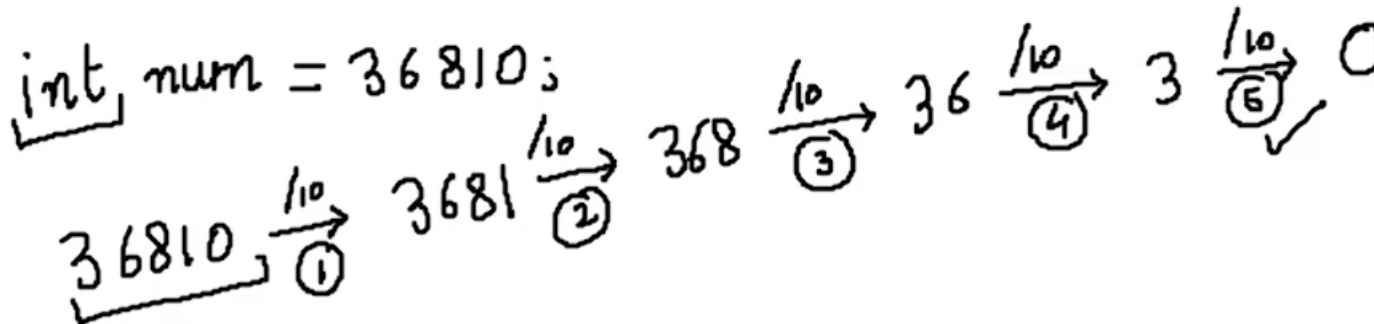 int num = 36810;
36810 /10 → ① 3681 /10 → ② 368 /10 → ③ 36 /10 → ④ 3 /10 → ⑤ ✓ 0